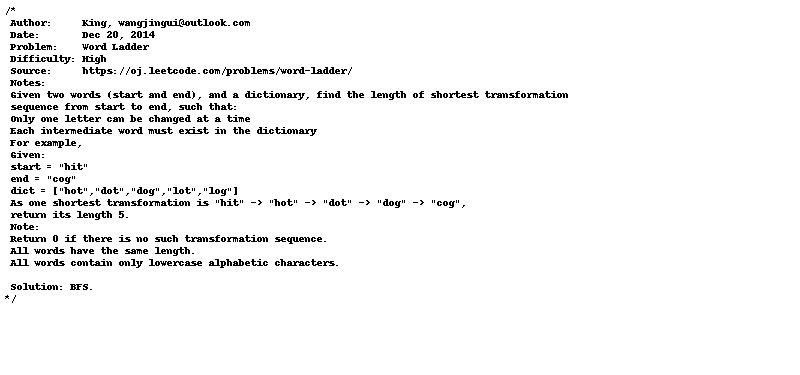 /*
Author:     King, wangjingui@outlook.com
Date:       Dec 20, 2014
Problem:    Word Ladder
Difficulty: High
Source:     https://oj.leetcode.com/problems/word-ladder/
Notes:
Given two words (start and end), and a dictionary, find the length of shortest transformation
sequence from start to end, such that:
Only one letter can be changed at a time
Each intermediate word must exist in the dictionary
For example,
Given:
start = "hit"
end = "cog"
dict = ["hot","dot","dog","lot","log"]
As one shortest transformation is "hit" -> "hot" -> "dot" -> "dog" -> "cog",
return its length 5.
Note:
Return 0 if there is no such transformation sequence.
All words have the same length.
All words contain only lowercase alphabetic characters.

Solution: BFS.
*/